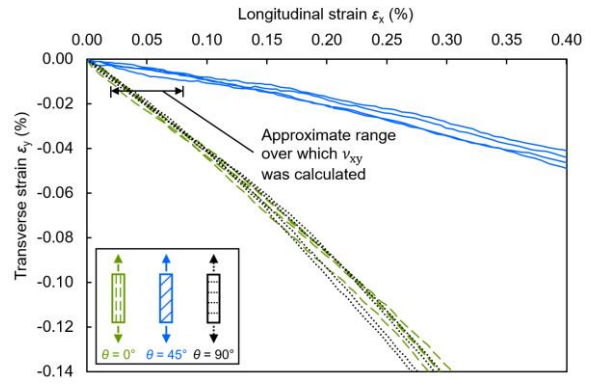 Longitudinal strain εx (%)
0.00 0.05 0.10 0.15 0.20 0.25 0.30 0.35 0.40
Transverse strain εy (%)
0.00
-0.02
-0.04
-0.06
-0.08
-0.10
-0.12
-0.14
Approximate range
over which νxy
was calculated
θ = 0° θ = 45° θ = 90°